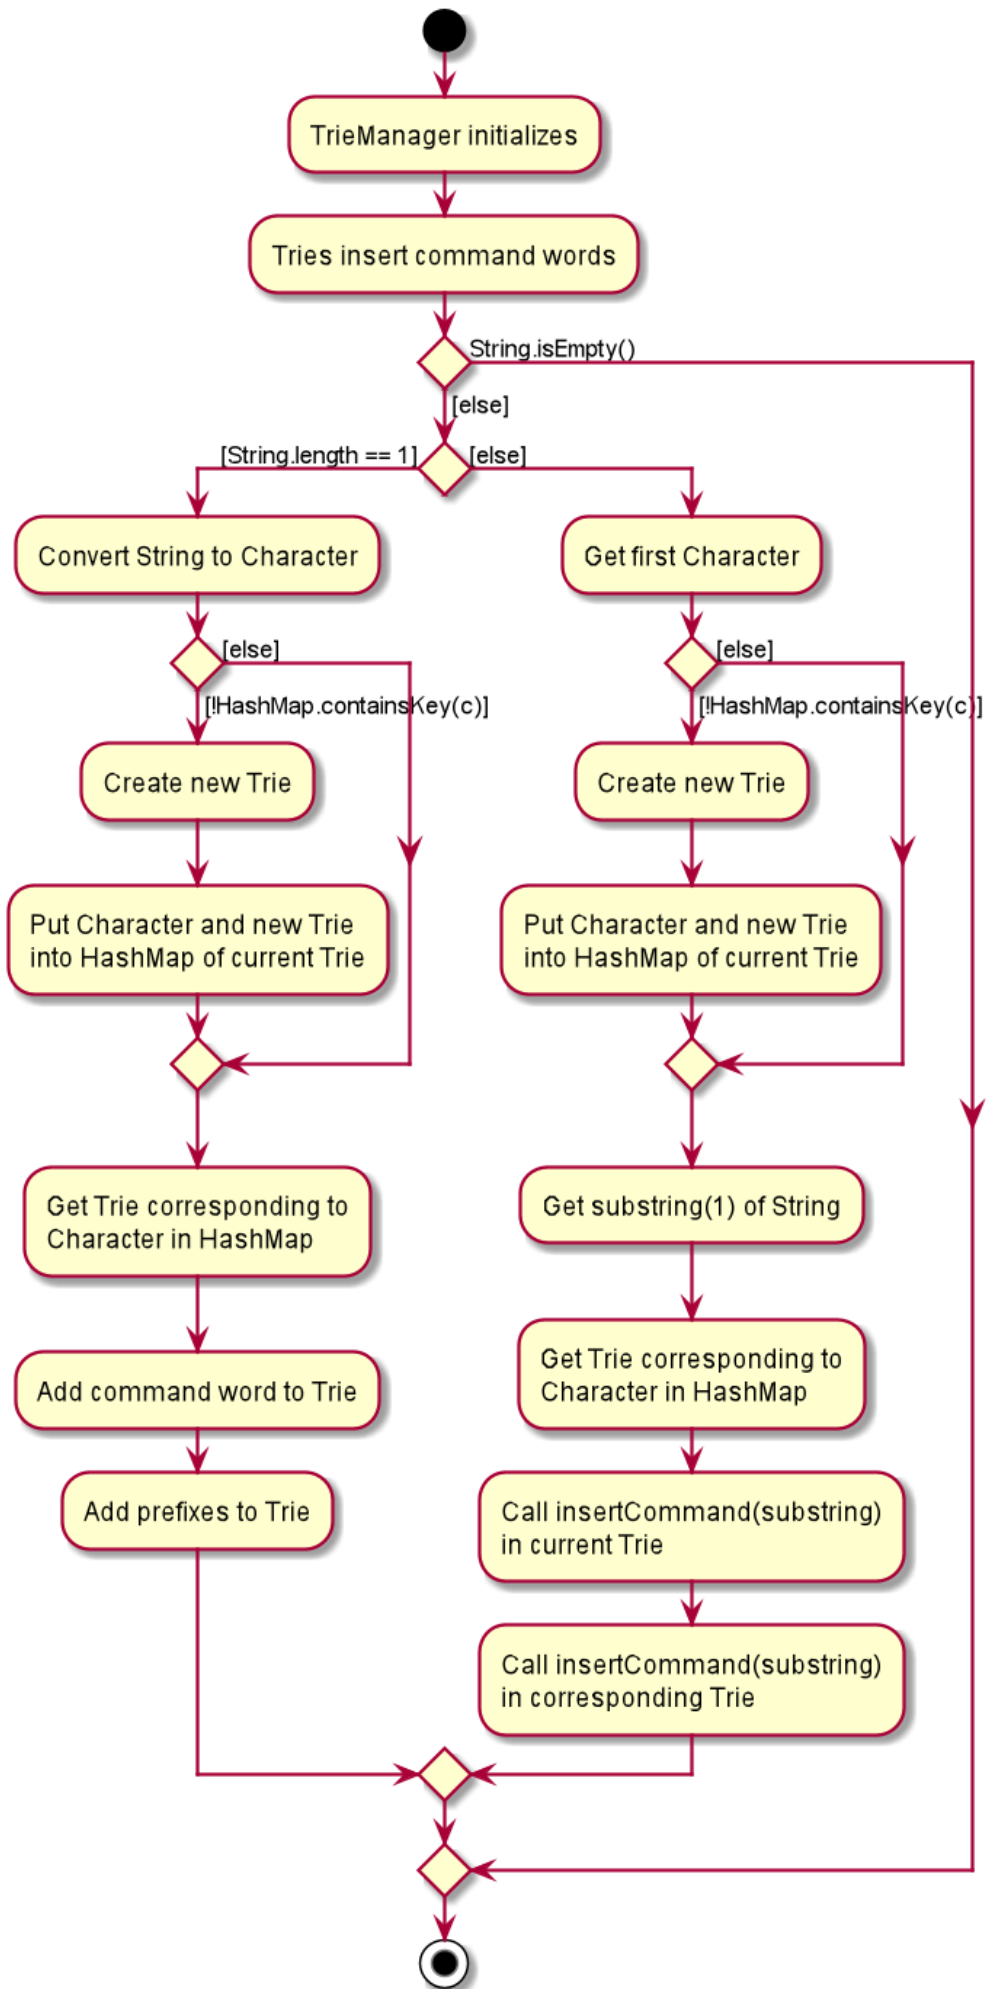 TrieManager initializes
Tries insert command words
String.isEmpty()
[else]
[String.length == 1]
[else]
Convert String to Character
Get first Character
[else]
[else]
[!HashMap.containsKey(c)]
[!HashMap.containsKey(c)]
Create new Trie
Create new Trie
Put Character and new Trie
into HashMap of current Trie
Put Character and new Trie
into HashMap of current Trie
Get Trie corresponding to
Character in HashMap
Get substring(1) of String
Add command word to Trie
Get Trie corresponding to
Character in HashMap
Add prefixes to Trie
Call insertCommand(substring)
in current Trie
Call insertCommand(substring)
in corresponding Trie